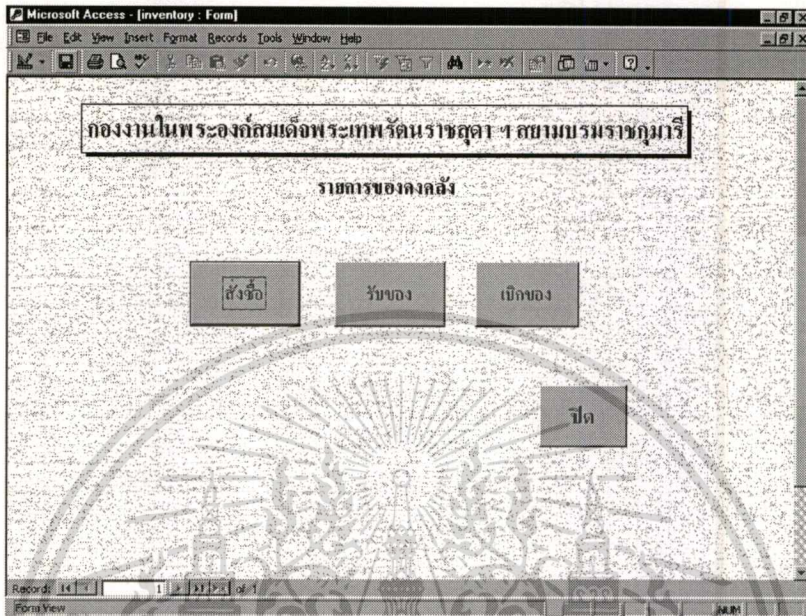 Microsoft Access - [inventory : Form]
File Edit View Insert Format Records Tools Window Help
กองงานในพระองค์สมเด็จพระเทพรัตนราชสุดา ฯ สยามบรมราชกุมารี
รายการของคงคลัง
สั่งซื้อ รับของ เบิกของ
ปิด
Record: 1 of 1
Form View NUM